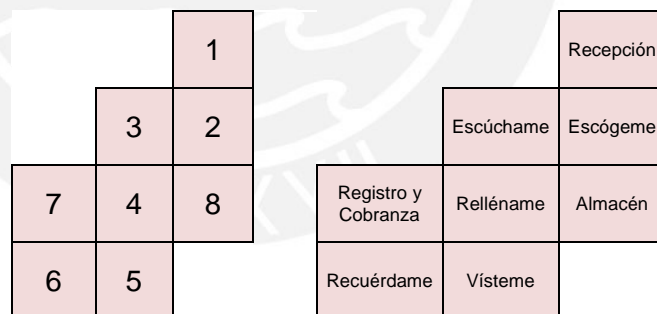 1
3 2
7 4 8
6 5
Recepción
Escúchame Escógeme
Registro y
Cobranza
Relléname Almacén
Recuérdame Vísteme